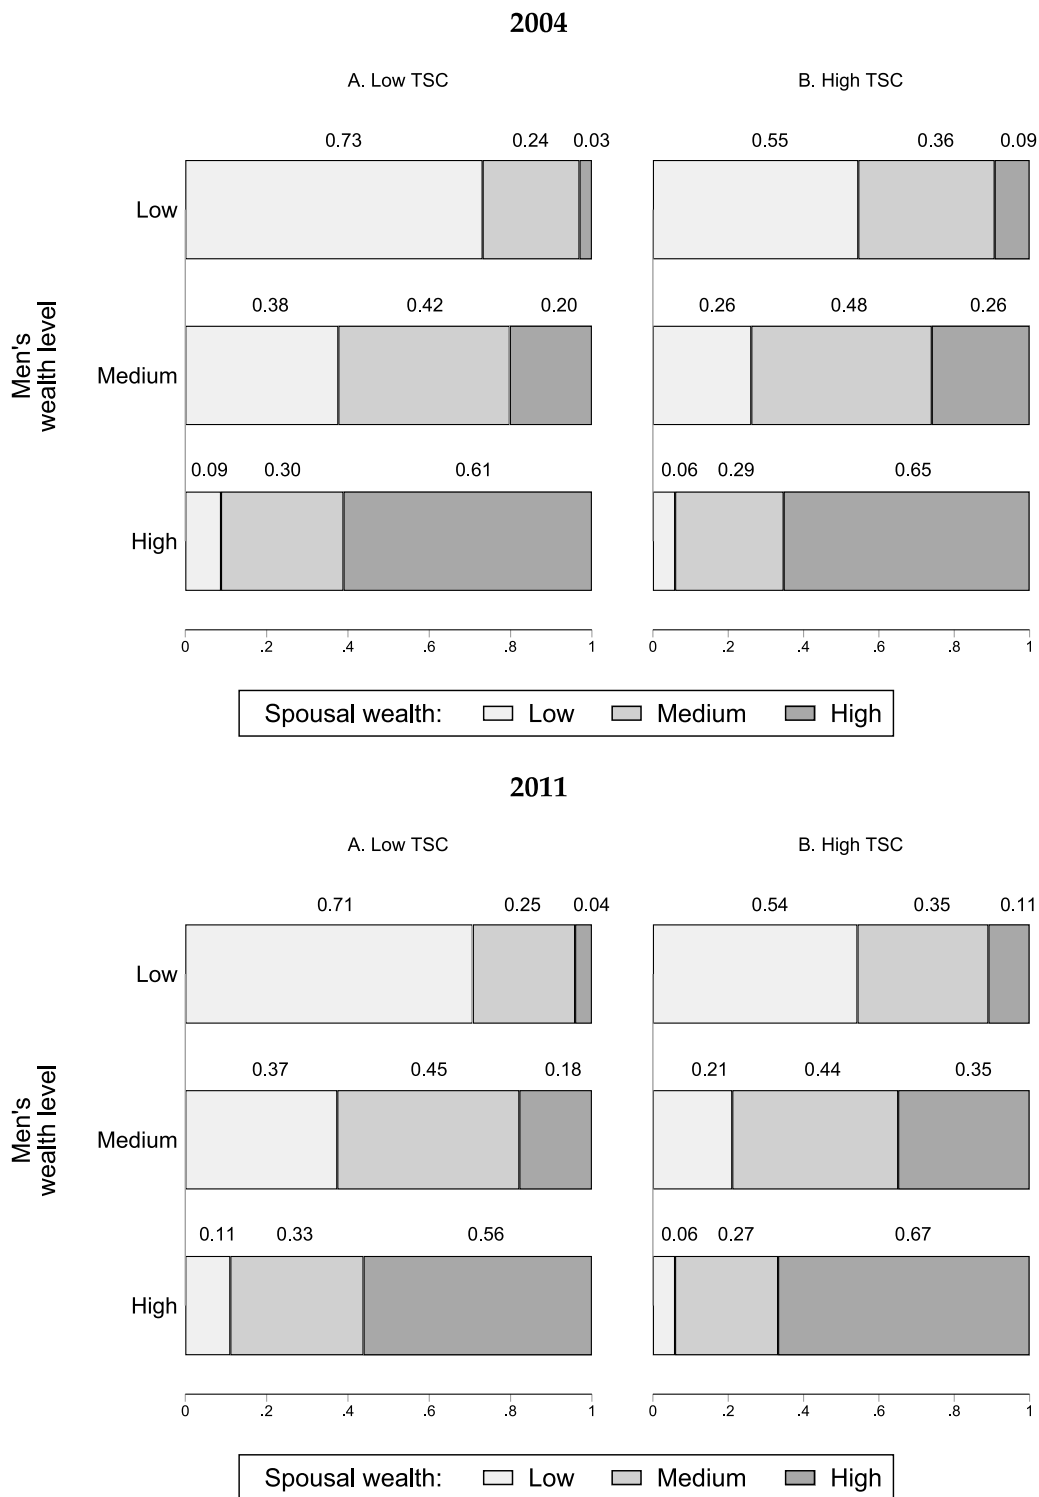 2004
A. Low TSC
B. High TSC
0.73 0.24 0.03
0.55 0.36 0.09
Low
0.38 0.42 0.20
0.26 0.48 0.26
Men's
wealth level
Medium
0.09 0.30 0.61
0.06 0.29 0.65
High
0 .2 .4 .6 .8 1
0 .2 .4 .6 .8 1
Spousal wealth: Low Medium High
2011
A. Low TSC
B. High TSC
0.71 0.25 0.04
0.54 0.35 0.11
Low
0.37 0.45 0.18
0.21 0.44 0.35
Men's
wealth level
Medium
0.11 0.33 0.56
0.06 0.27 0.67
High
0 .2 .4 .6 .8 1
0 .2 .4 .6 .8 1
Spousal wealth: Low Medium High